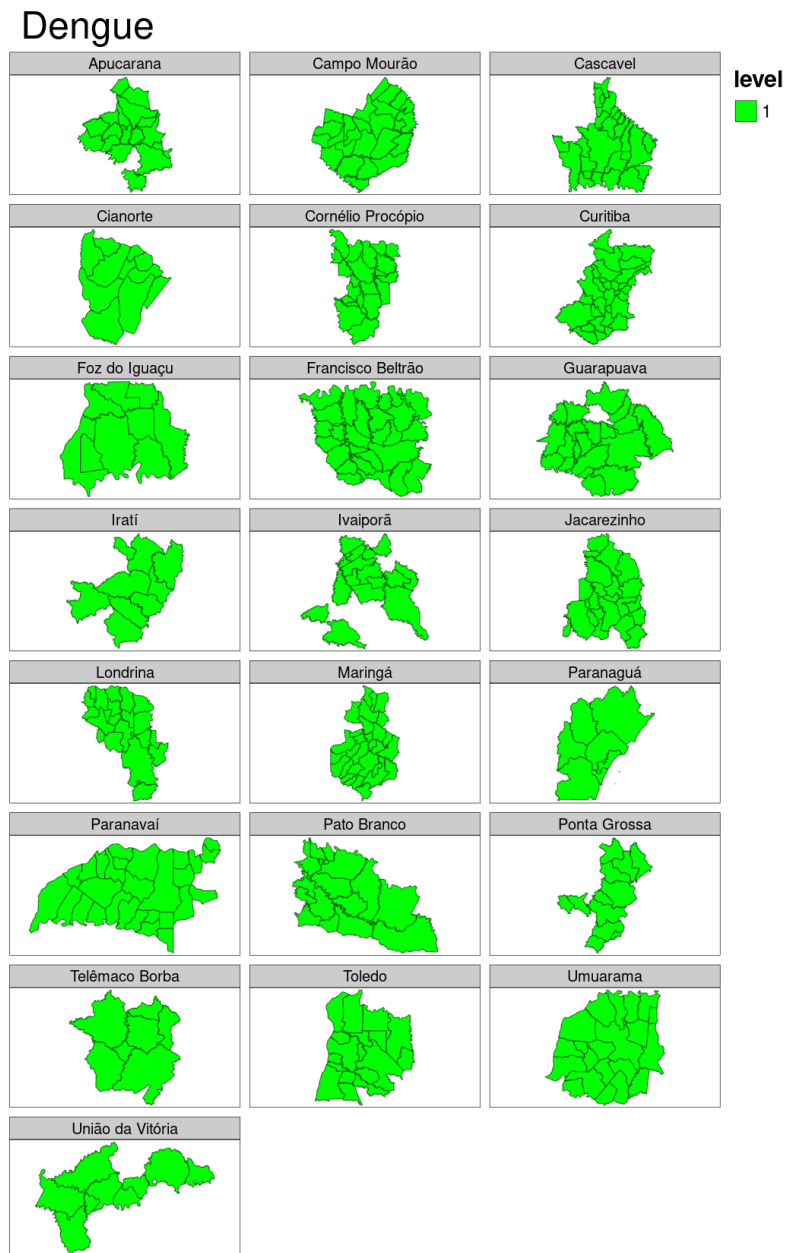 Dengue
Apucarana
Campo Mourão
Cascavel
level
1
Cianorte
Cornélio Procópio
Curitiba
Foz do Iguaçu
Francisco Beltrão
Guarapuava
Iratí
Ivaiporã
Jacarezinho
Londrina
Maringá
Paranaguá
Paranavaí
Pato Branco
Ponta Grossa
Telêmaco Borba
Toledo
Umuarama
União da Vitória